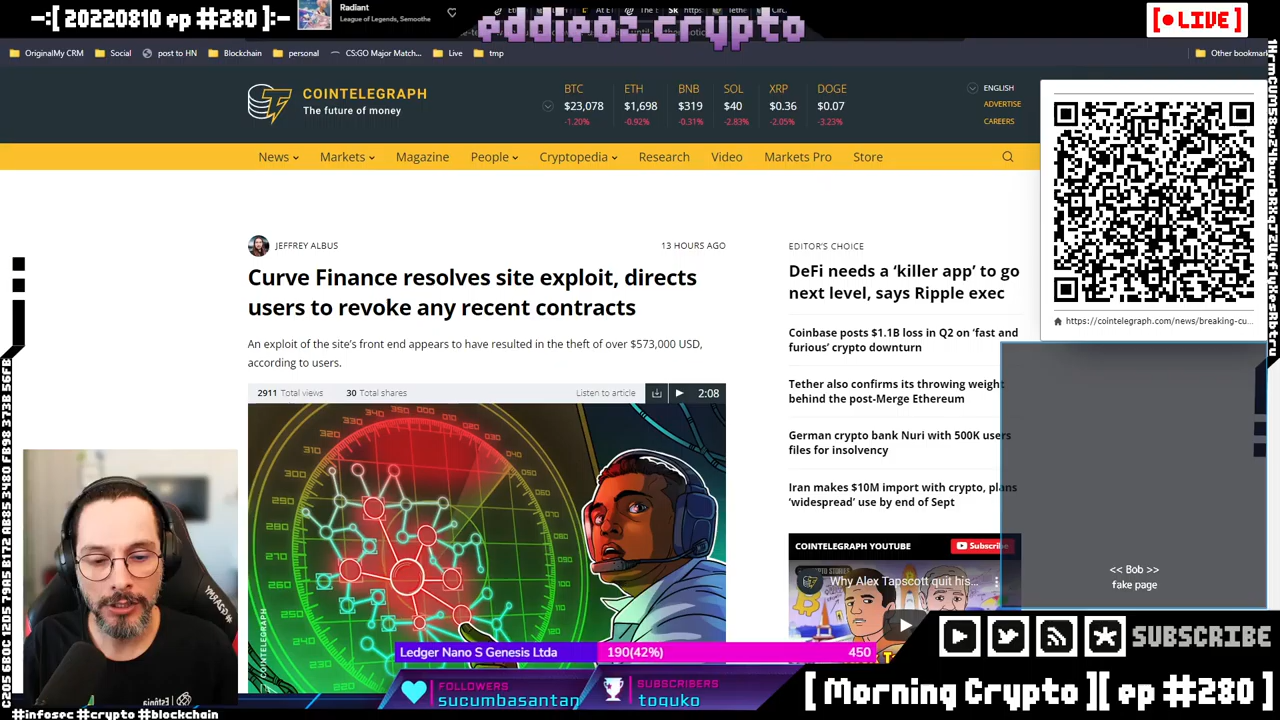 -:[ 20220810 ep #280 ]:-
Radiant
League of Legends, Semoothe
eddieoz.crypto
[●LIVE]
OriginalMy CRM
Social
post to HN
Blockchain
personal
CS:GO Major Match...
Live
tmp
Other bookmar
COINTELEGRAPH
The future of money
BTC ETH BNB SOL XRP DOGE
$23,078 $1,698 $319 $40 $0.36 $0.07
-1.20% -0.92% -0.31% -2.83% -2.05% -3.23%
ENGLISH
ADVERTISE
CAREERS
News Markets Magazine People Cryptopedia Research Video Markets Pro Store
JEFFREY ALBUS
13 HOURS AGO
Curve Finance resolves site exploit, directs
users to revoke any recent contracts
An exploit of the site's front end appears to have resulted in the theft of over $573,000 USD,
according to users.
2911 Total views 30 Total shares
Listen to article
2:08
COINTELEGRAPH
EDITOR'S CHOICE
DeFi needs a 'killer app' to go
next level, says Ripple exec
Coinbase posts $1.1B loss in Q2 on 'fast and
furious' crypto downturn
Tether also confirms its throwing weight
behind the post-Merge Ethereum
German crypto bank Nuri with 500K users
files for insolvency
Iran makes $10M import with crypto, plans
'widespread' use by end of Sept
COINTELEGRAPH YOUTUBE
Subscribe
Why Alex Tapscott quit his...
https://cointelegraph.com/news/breaking-cu...
<< Bob >>
fake page
Ledger Nano S Genesis Ltda
190(42%)
450
FOLLOWERS
sucumbasantan
SUBSCRIBERS
toguko
SUBSCRIBE
[ Morning Crypto ][ ep #280 ]
#infosec #crypto #blockchain